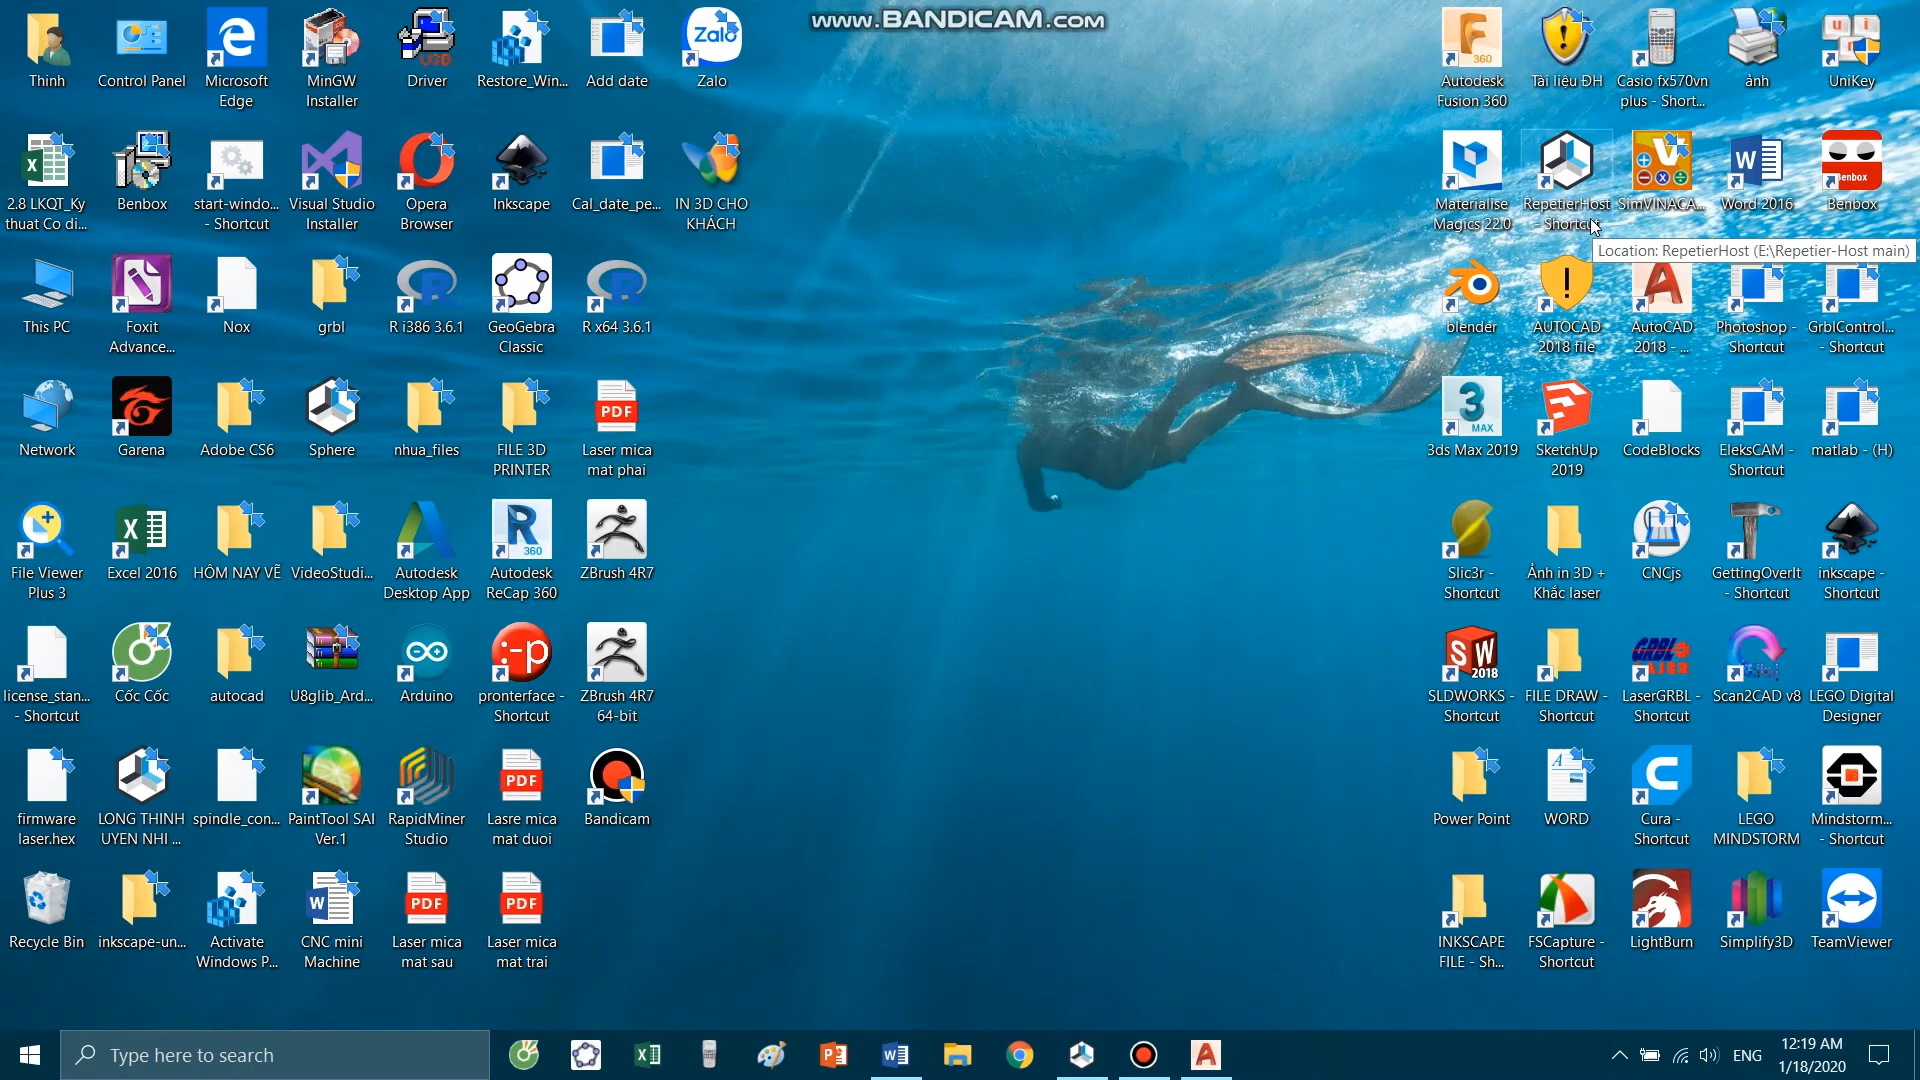 www.BANDICAM.com
Thinh
Control Panel
Microsoft
Edge
MinGW
Installer
Driver
Restore_Win...
Add date
Zalo
2.8 LKQT_Ky
thuat Co di...
Benbox
start-windo...
- Shortcut
Visual Studio
Installer
Opera
Browser
Inkscape
Cal_date_pe...
IN 3D CHO
KHÁCH
This PC
Foxit
Advance...
Nox
grbl
R i386 3.6.1
GeoGebra
Classic
R x64 3.6.1
Network
Garena
Adobe CS6
Sphere
nhua_files
FILE 3D
PRINTER
Laser mica
mat phai
File Viewer
Plus 3
Excel 2016
HÔM NAY VẼ
VideoStudi...
Autodesk
Desktop App
Autodesk
ReCap 360
ZBrush 4R7
license_stan...
- Shortcut
Cốc Cốc
autocad
U8glib_Ard...
Arduino
pronterface -
Shortcut
ZBrush 4R7
64-bit
firmware
laser.hex
LONG THINH
UYEN NHI ...
spindle_con...
PaintTool SAI
Ver.1
RapidMiner
Studio
Lasre mica
mat duoi
Bandicam
Recycle Bin
inkscape-un...
Activate
Windows P...
CNC mini
Machine
Laser mica
mat sau
Laser mica
mat trai
Autodesk
Fusion 360
Tài liệu ĐH
Casio fx570vn
plus - Short...
ảnh
UniKey
Materialise
Magics 22.0
RepetierHost
- Shortcut
SimVINACA...
Word 2016
Benbox
Location: RepetierHost (E:\Repetier-Host main)
blender
AUTOCAD
2018 file
AutoCAD
2018 - ...
Photoshop -
Shortcut
GrblControl...
- Shortcut
3ds Max 2019
SketchUp
2019
CodeBlocks
EleksCAM -
Shortcut
matlab - (H)
Slic3r -
Shortcut
Ảnh in 3D +
Khắc laser
CNCjs
GettingOverIt
- Shortcut
inkscape -
Shortcut
SLDWORKS -
Shortcut
FILE DRAW -
Shortcut
LaserGRBL -
Shortcut
Scan2CAD v8
LEGO Digital
Designer
Power Point
WORD
Cura -
Shortcut
LEGO
MINDSTORM
Mindstorm...
- Shortcut
INKSCAPE
FILE - Sh...
FSCapture -
Shortcut
LightBurn
Simplify3D
TeamViewer
Type here to search
ENG
12:19 AM
1/18/2020